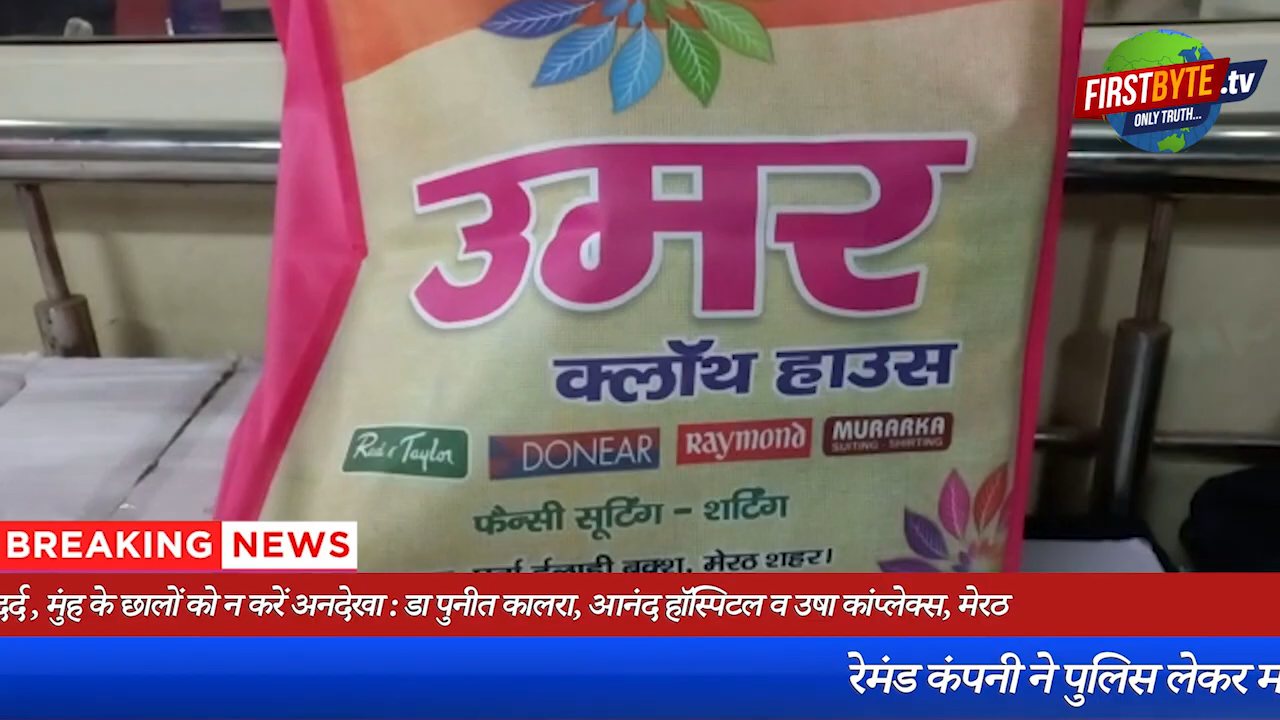 FIRSTBYTE.tv
ONLY TRUTH...
उमर
क्लॉथ हाउस
Reid & Taylor
DONEAR
Raymond
MURARKA
SUITING - SHIRTING
फैन्सी सूटिंग - शर्टिंग
बक्श, मेरठ शहर।
BREAKING NEWS
दर्द, मुंह के छालों को न करें अनदेखा : डा पुनीत कालरा, आनंद हॉस्पिटल व उषा कांप्लेक्स, मेरठ
रेमंड कंपनी ने पुलिस लेकर म